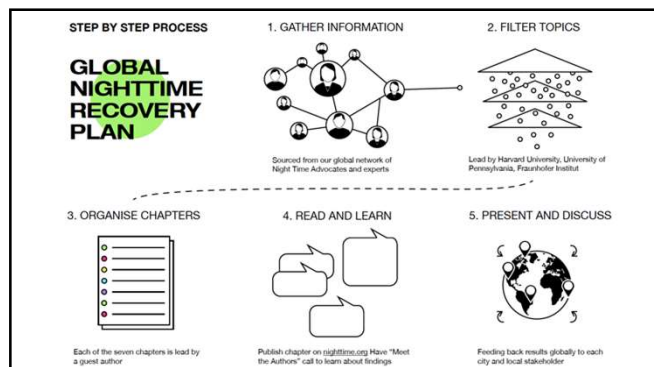 STEP BY STEP PROCESS
GLOBAL
NIGHTTIME
RECOVERY
PLAN
1. GATHER INFORMATION
Sourced from our global network of
Night Time Advocates and experts
2. FILTER TOPICS
Lead by Harvard University, University of
Pennsylvania, Fraunhofer Institut
3. ORGANISE CHAPTERS
Each of the seven chapters is lead by
a guest author
4. READ AND LEARN
Publish chapter on nighttime.org Have "Meet
the Authors" call to learn about findings
5. PRESENT AND DISCUSS
Feeding back results globally to each
city and local stakeholder